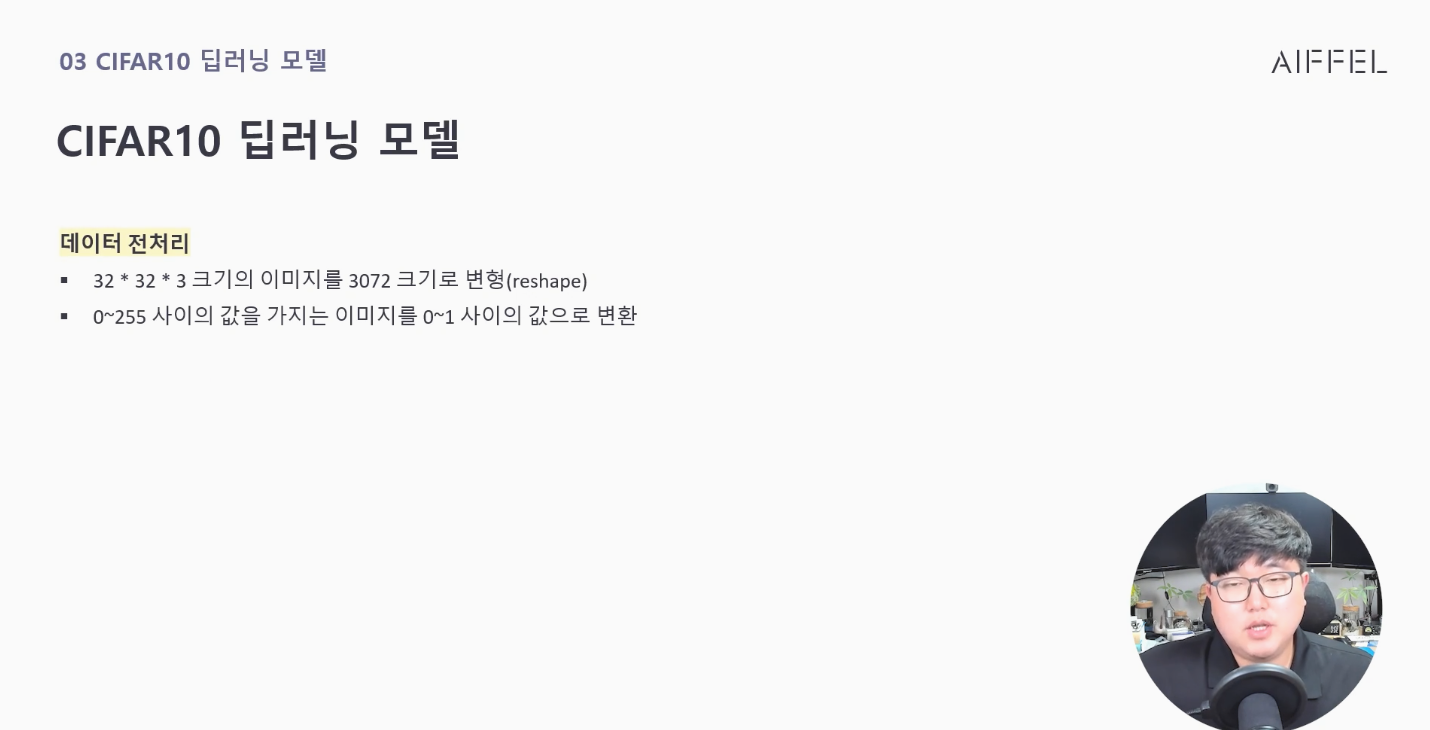 03 CIFAR10 딥러닝 모델
AIFFEL
CIFAR10 딥러닝 모델
데이터 전처리
▪ 32 * 32 * 3 크기의 이미지를 3072 크기로 변형(reshape)
▪ 0~255 사이의 값을 가지는 이미지를 0~1 사이의 값으로 변환